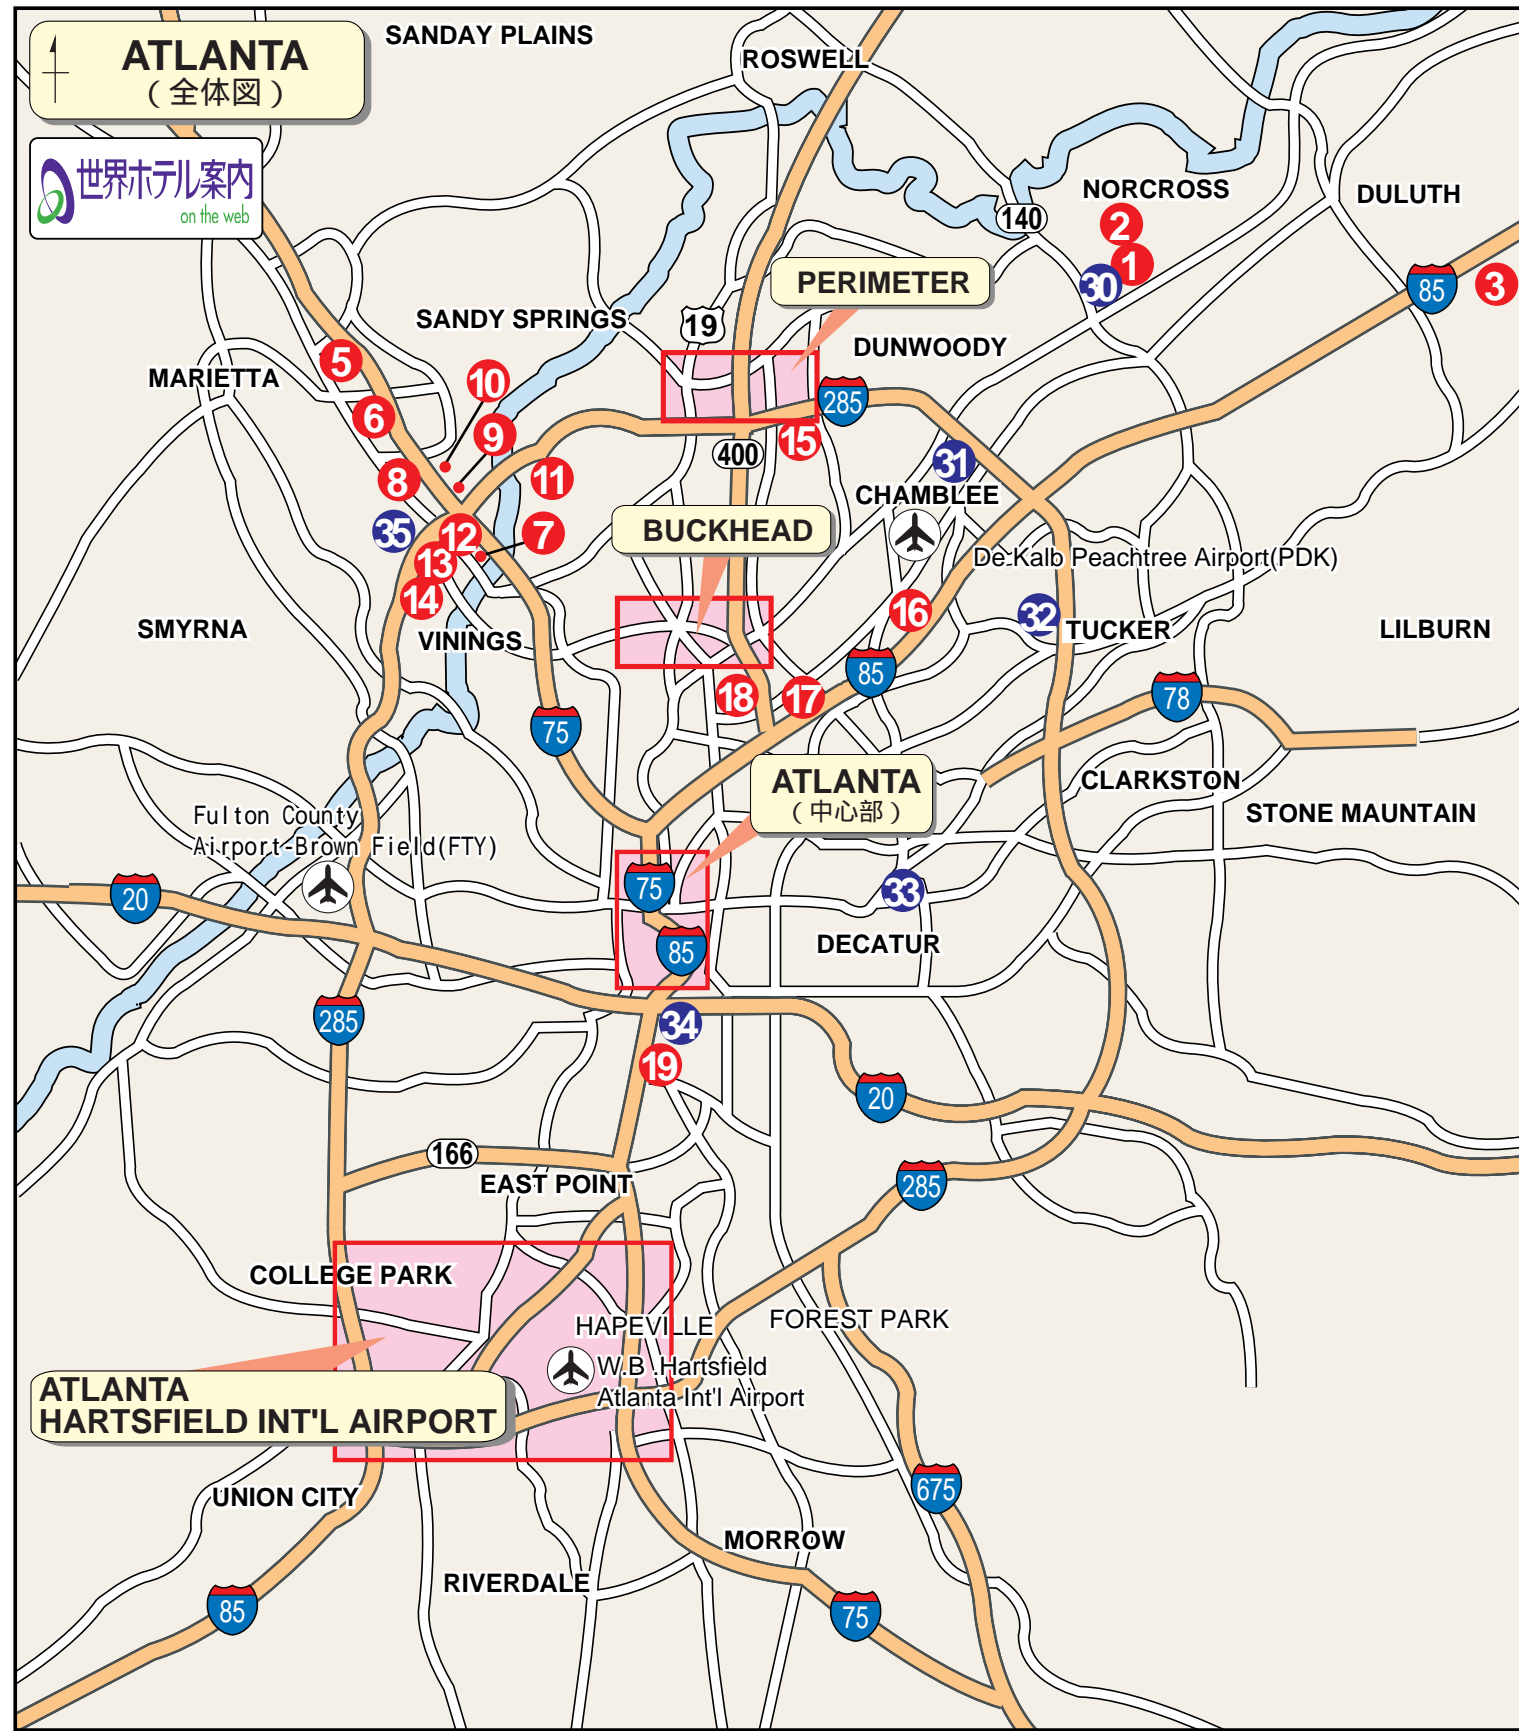 SANDAY PLAINS
ATLANTA
（全体図）
ROSWELL
世界ホテル案内
on the web
NORCROSS
DULUTH
140
2
1
30
85
3
PERIMETER
19
SANDY SPRINGS
DUNWOODY
5
MARIETTA
10
285
6
9
15
400
31
8
11
CHAMBLEE
BUCKHEAD
35
12
7
13
De Kalb Peachtree Airport(PDK)
14
16
32
SMYRNA
VININGS
TUCKER
LILBURN
85
18
17
78
75
ATLANTA
（中心部）
CLARKSTON
STONE MAUNTAIN
Fulton County
Airport-Brown Field(FTY)
20
75
33
DECATUR
85
285
34
19
20
166
EAST POINT
285
COLLEGE PARK
HAPEVILLE
FOREST PARK
W.B .Hartsfield
Atlanta Int'l Airport
ATLANTA
HARTSFIELD INT'L AIRPORT
UNION CITY
675
MORROW
RIVERDALE
85
75